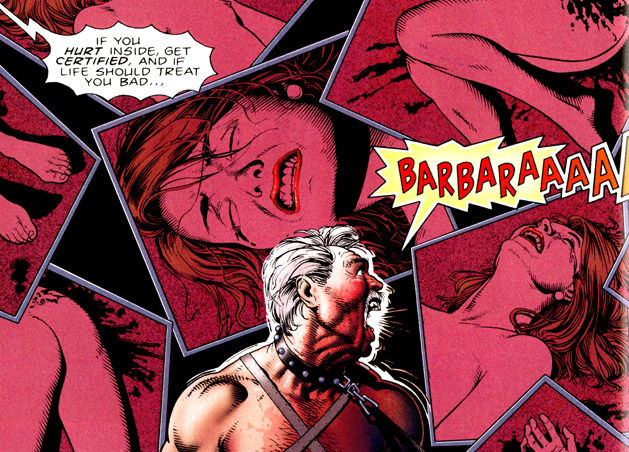 IF YOU
HURT INSIDE, GET
CERTIFIED, AND IF
LIFE SHOULD TREAT
YOU BAD...
BARBARAAAAA